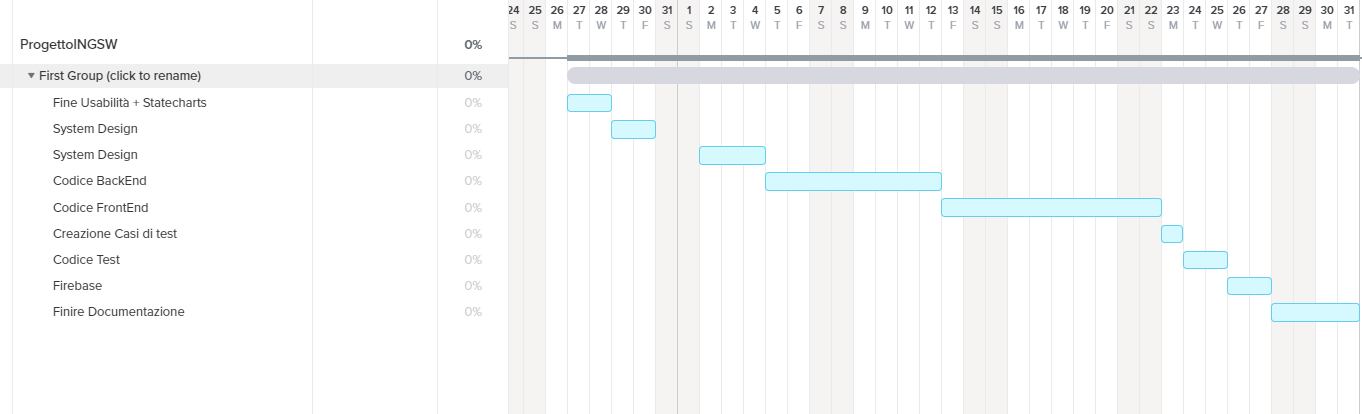 24 25 26 27 28 29 30 31 1 2 3 4 5 6 7 8 9 10 11 12 13 14 15 16 17 18 19 20 21 22 23 24 25 26 27 28 29 30 31
S S M T W T F S S M T W T F S S M T W T F S S M T W T F S S M T W T F S S M T
ProgettoINGSW 0%
First Group (click to rename) 0%
Fine Usabilità + Statecharts 0%
System Design 0%
System Design 0%
Codice BackEnd 0%
Codice FrontEnd 0%
Creazione Casi di test 0%
Codice Test 0%
Firebase 0%
Finire Documentazione 0%